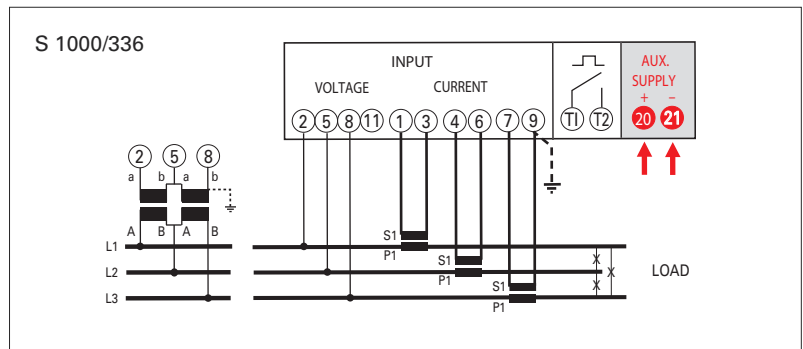 S 1000/336
INPUT
VOLTAGE CURRENT
AUX.
SUPPLY
+ –
2 5 8 11 1 3 4 6 7 9 T1 T2 20 21
2 5 8
a b a b
A B A B
L1
L2
L3
S1
P1
S1
P1
S1
P1
X
X
X
LOAD